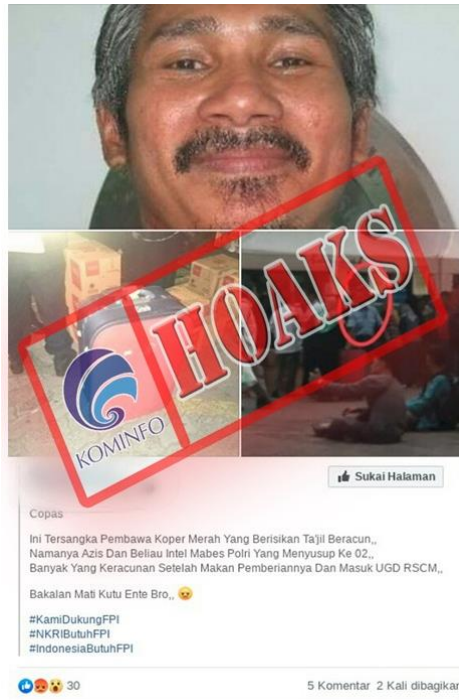 HOAKS
KOMINFO
Sukai Halaman
Copas
Ini Tersangka Pembawa Koper Merah Yang Berisikan Ta'jil Beracun,,
Namanya Azis Dan Beliau Intel Mabes Polri Yang Menyusup Ke 02,,
Banyak Yang Keracunan Setelah Makan Pemberiannya Dan Masuk UGD RSCM,,
Bakalan Mati Kutu Ente Bro,, 😠
#KamiDukungFPI
#NKRIButuhFPI
#IndonesiaButuhFPI
30
5 Komentar 2 Kali dibagikan